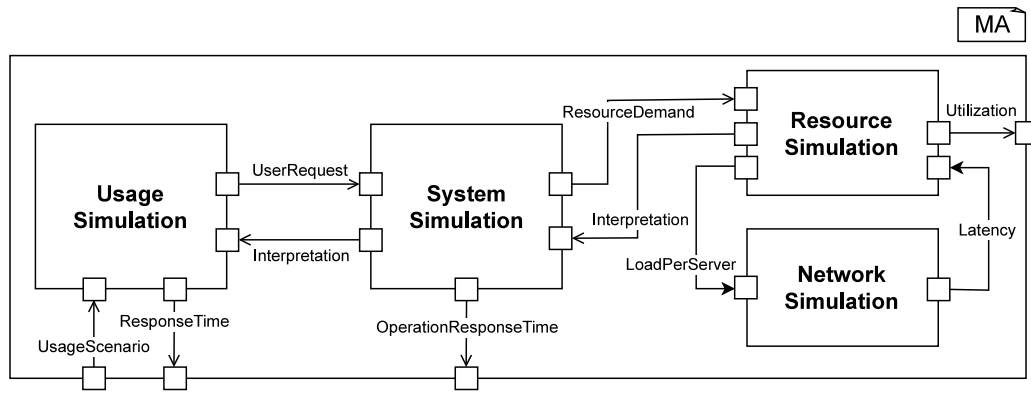 MA
Usage
Simulation
UserRequest
Interpretation
UsageScenario
ResponseTime
System
Simulation
OperationResponseTime
ResourceDemand
Interpretation
Resource
Simulation
Utilization
LoadPerServer
Network
Simulation
Latency